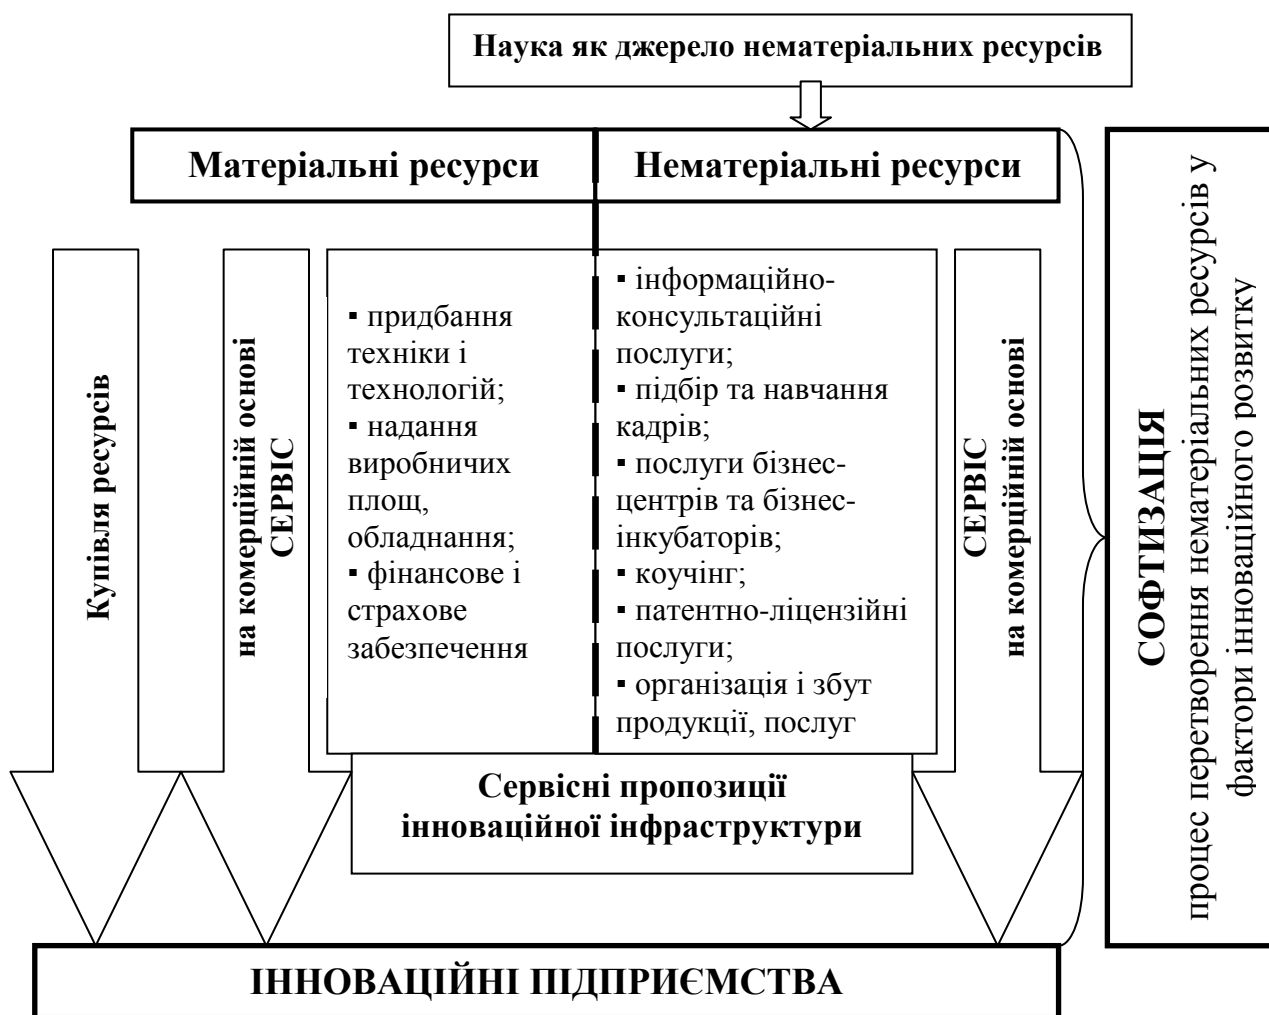 Наука як джерело нематеріальних ресурсів
Матеріальні ресурси
Нематеріальні ресурси
Купівля ресурсів
на комерційній основі
СЕРВІС
▪ придбання
техніки і
технологій;
▪ надання
виробничих
площ,
обладнання;
▪ фінансове і
страхове
забезпечення
▪ інформаційно-
консультаційні
послуги;
▪ підбір та навчання
кадрів;
▪ послуги бізнес-
центрів та бізнес-
інкубаторів;
▪ коучінг;
▪ патентно-ліцензійні
послуги;
▪ організація і збут
продукції, послуг
СЕРВІС
на комерційній основі
СОФТИЗАЦІЯ
процес перетворення нематеріальних ресурсів у
фактори інноваційного розвитку
Сервісні пропозиції
інноваційної інфраструктури
ІННОВАЦІЙНІ ПІДПРИЄМСТВА